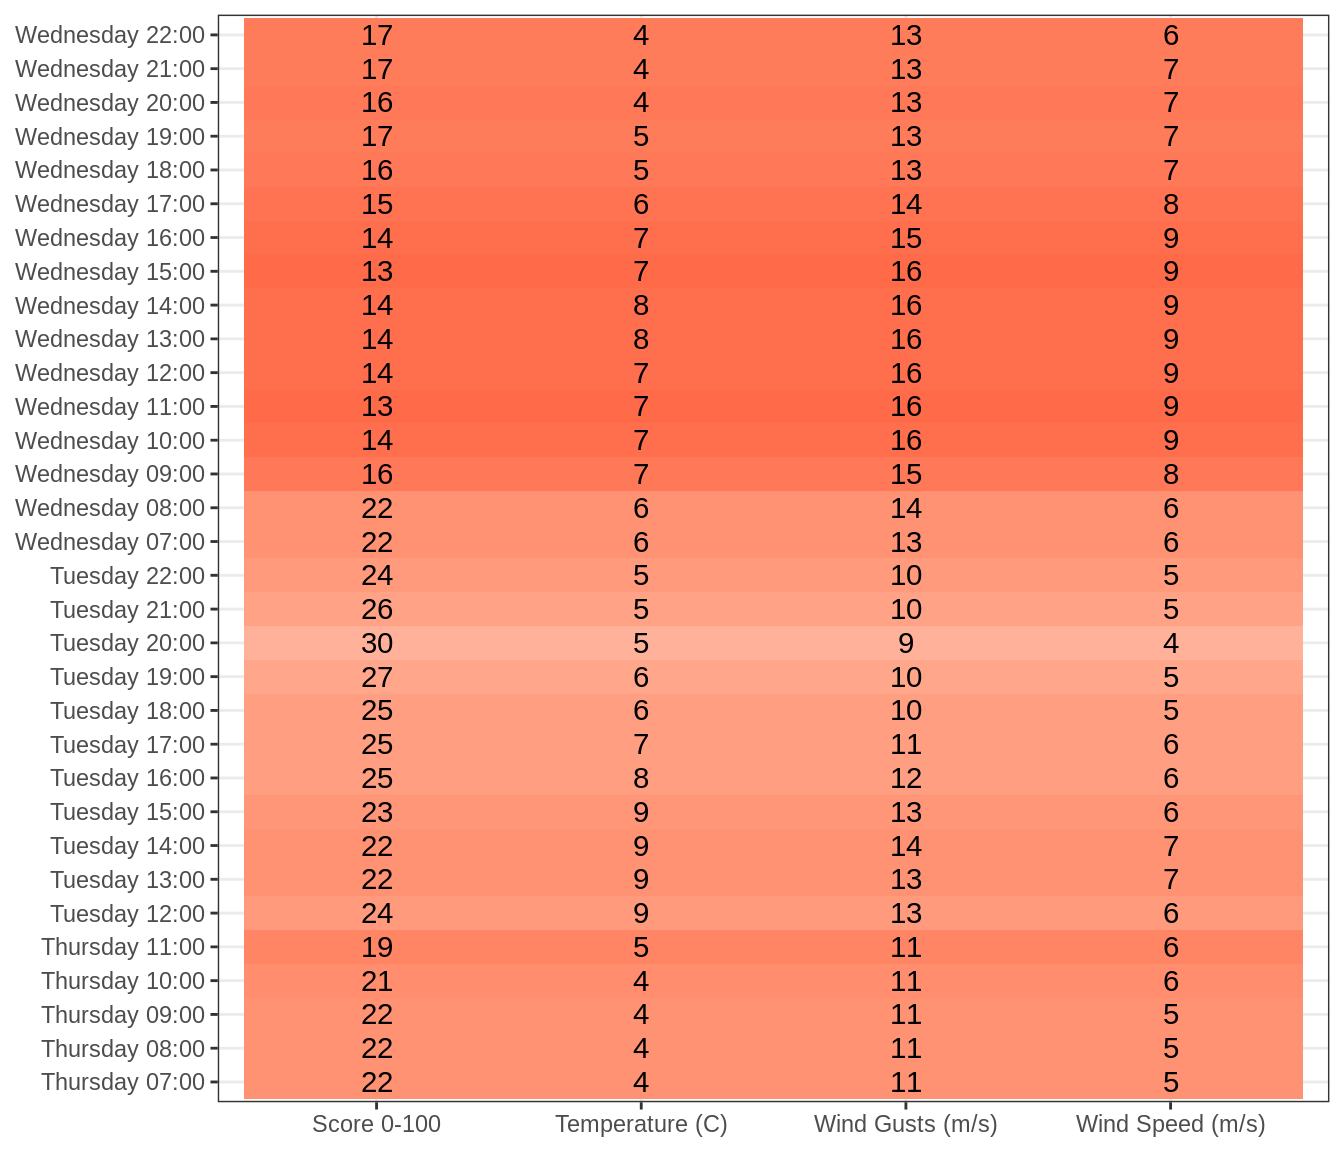 Wednesday 22:00 17 4 13 6
Wednesday 21:00 17 4 13 7
Wednesday 20:00 16 4 13 7
Wednesday 19:00 17 5 13 7
Wednesday 18:00 16 5 13 7
Wednesday 17:00 15 6 14 8
Wednesday 16:00 14 7 15 9
Wednesday 15:00 13 7 16 9
Wednesday 14:00 14 8 16 9
Wednesday 13:00 14 8 16 9
Wednesday 12:00 14 7 16 9
Wednesday 11:00 13 7 16 9
Wednesday 10:00 14 7 16 9
Wednesday 09:00 16 7 15 8
Wednesday 08:00 22 6 14 6
Wednesday 07:00 22 6 13 6
Tuesday 22:00 24 5 10 5
Tuesday 21:00 26 5 10 5
Tuesday 20:00 30 5 9 4
Tuesday 19:00 27 6 10 5
Tuesday 18:00 25 6 10 5
Tuesday 17:00 25 7 11 6
Tuesday 16:00 25 8 12 6
Tuesday 15:00 23 9 13 6
Tuesday 14:00 22 9 14 7
Tuesday 13:00 22 9 13 7
Tuesday 12:00 24 9 13 6
Thursday 11:00 19 5 11 6
Thursday 10:00 21 4 11 6
Thursday 09:00 22 4 11 5
Thursday 08:00 22 4 11 5
Thursday 07:00 22 4 11 5
Score 0-100 Temperature (C) Wind Gusts (m/s) Wind Speed (m/s)